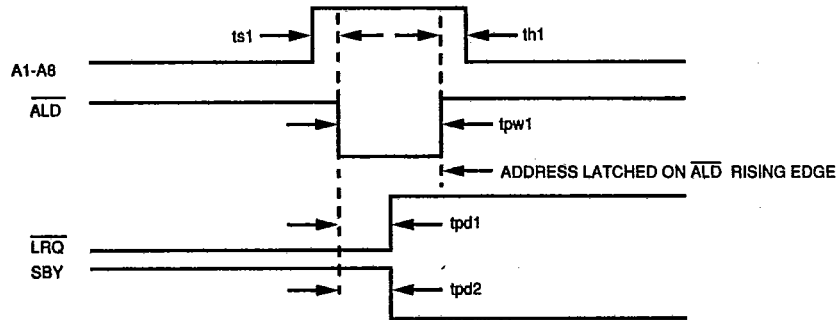 ts1 th1
A1-A8
ALD
tpw1
ADDRESS LATCHED ON ALD RISING EDGE
tpd1
LRQ
SBY
tpd2